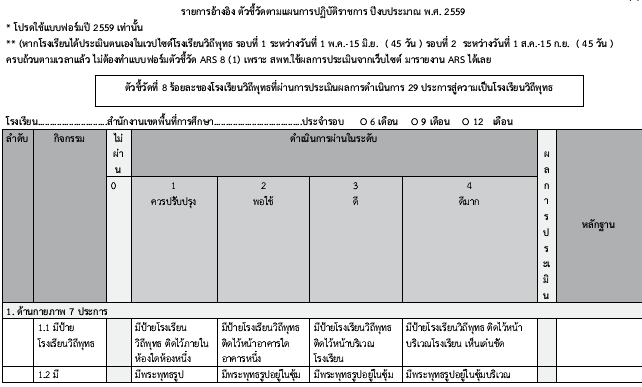 รายการอ้างอิง ตัวชี้วัดตามแผนการปฏิบัติราชการ ปีงบประมาณ พ.ศ. 2559
* โปรดใช้แบบฟอร์มปี 2559 เท่านั้น
** (หากโรงเรียนได้ประเมินตนเองในเวปไซต์โรงเรียนวิถีพุทธ รอบที่ 1 ระหว่างวันที่ 1 พ.ค.-15 มิ.ย. ( 45 วัน ) รอบที่ 2 ระหว่างวันที่ 1 ส.ค.-15 ก.ย. ( 45 วัน )
ครบถ้วนตามเวลาแล้ว ไม่ต้องทำแบบฟอร์มตัวชี้วัด ARS 8 (1) เพราะ สพท.ใช้ผลการประเมินจากเว็บไซต์ มารายงาน ARS ได้เลย
ตัวชี้วัดที่ 8 ร้อยละของโรงเรียนวิถีพุทธที่ผ่านการประเมินผลการดำเนินการ 29 ประการสู่ความเป็นโรงเรียนวิถีพุทธ
โรงเรียน...........................สำนักงานเขตพื้นที่การศึกษา..................................ประจำรอบ O 6 เดือน O 9 เดือน O 12 เดือน
ลำดับ กิจกรรม ไม่ผ่าน ดำเนินการผ่านในระดับ ผลการประเมิน หลักฐาน
0 1 2 3 4
ควรปรับปรุง พอใช้ ดี ดีมาก
1. ด้านกายภาพ 7 ประการ
1.1 มีป้าย มีป้ายโรงเรียน มีป้ายโรงเรียนวิถีพุทธ มีป้ายโรงเรียนวิถีพุทธ มีป้ายโรงเรียนวิถีพุทธ ติดไว้หน้า
โรงเรียนวิถีพุทธ วิถีพุทธ ติดไว้ภายใน ติดไว้หน้าอาคารใด ติดไว้หน้าบริเวณ บริเวณโรงเรียน เห็นเด่นชัด
ห้องใดห้องหนึ่ง อาคารหนึ่ง โรงเรียน
1.2 มี มีพระพุทธรูป มีพระพุทธรูปอยู่ในซุ้ม มีพระพุทธรูปอยู่ในซุ้ม มีพระพุทธรูปอยู่ในซุ้มบริเวณ